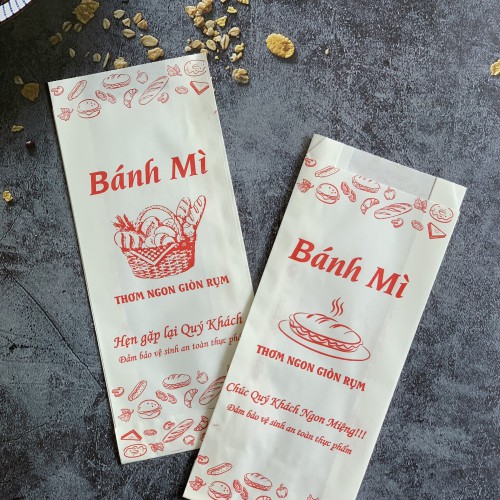 Bánh Mì
THƠM NGON GIÒN RỤM
Hẹn gặp lại Quý Khách
Đảm bảo vệ sinh an toàn thực phẩm
Bánh Mì
THƠM NGON GIÒN RỤM
Chúc Quý Khách Ngon Miệng!!!
Đảm bảo vệ sinh an toàn thực phẩm